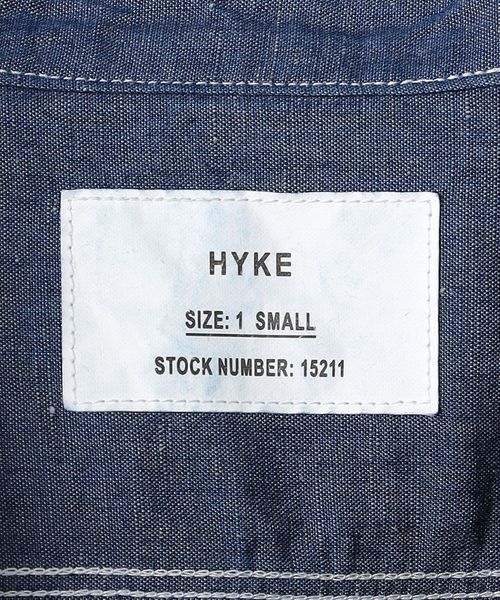 HYKE
SIZE: 1 SMALL
STOCK NUMBER: 15211